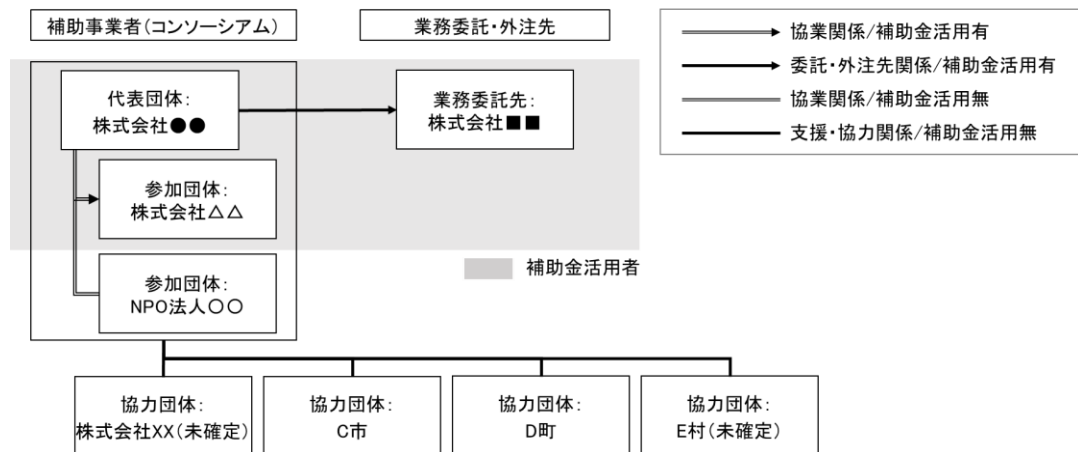 補助事業者(コンソーシアム)
業務委託・外注先
代表団体:
株式会社●●
業務委託先:
株式会社■■
参加団体:
株式会社△△
参加団体:
NPO法人〇〇
協業関係/補助金活用有
委託・外注先関係/補助金活用有
協業関係/補助金活用無
支援・協力関係/補助金活用無
補助金活用者
協力団体:
株式会社XX(未確定)
協力団体:
C市
協力団体:
D町
協力団体:
E村(未確定)